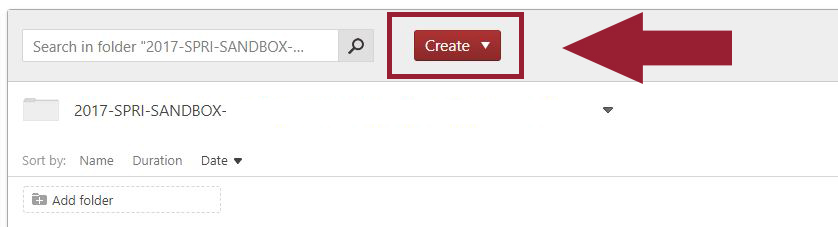 Search in folder "2017-SPRI-SANDBOX-...
Create
2017-SPRI-SANDBOX-
Sort by: Name Duration Date
Add folder